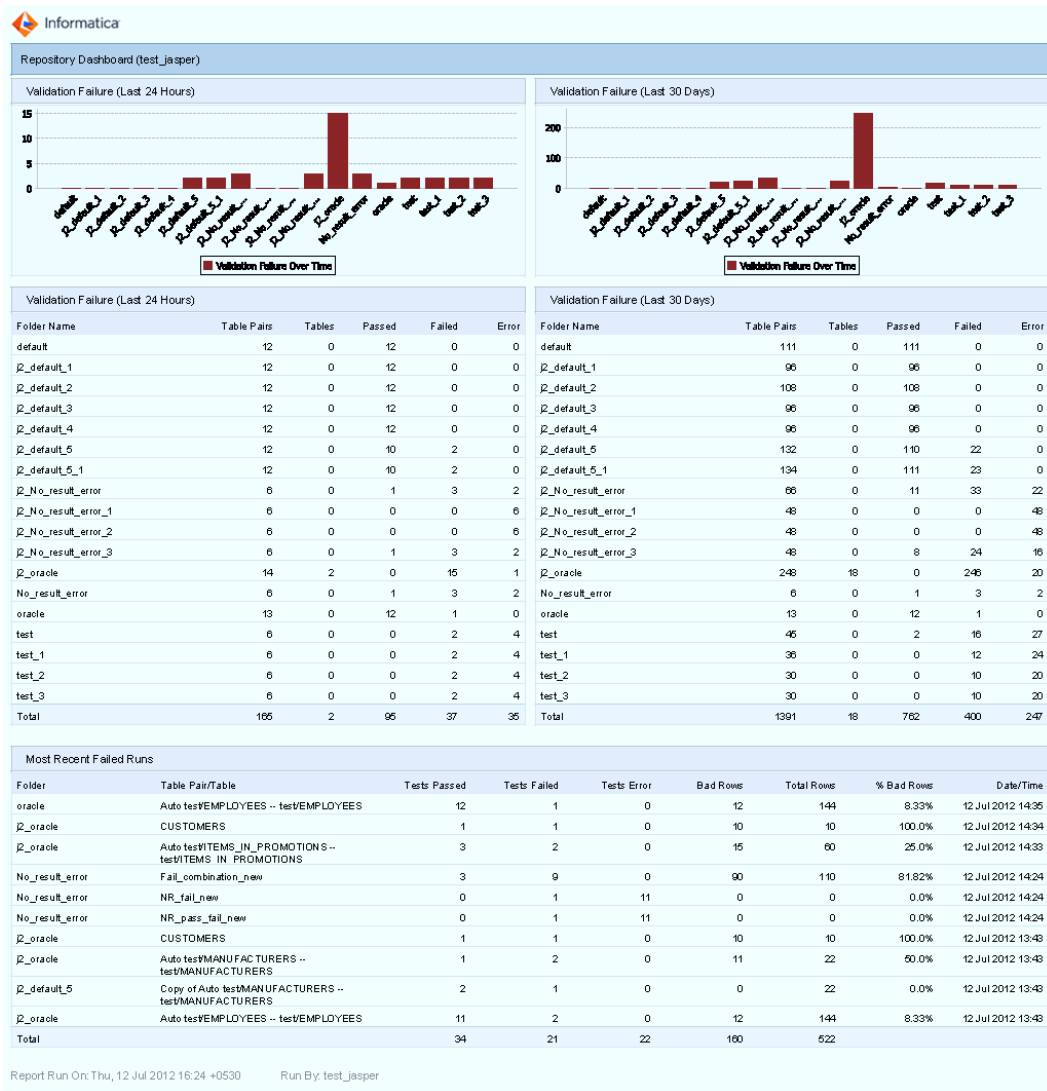 Informatica
Repository Dashboard (test_jasper)
Validation Failure (Last 24 Hours)
15
10
5
0
default
j2_default_1
j2_default_2
j2_default_3
j2_default_4
j2_default_5
j2_default_5_1
j2_No_result_...
j2_No_result_...
j2_No_result_...
j2_No_result_...
j2_oracle
No_result_error
oracle
test
test_1
test_2
test_3
Validation Failure Over Time
Validation Failure (Last 30 Days)
200
100
0
default
j2_default_1
j2_default_2
j2_default_3
j2_default_4
j2_default_5
j2_default_5_1
j2_No_result_...
j2_No_result_...
j2_No_result_...
j2_No_result_...
j2_oracle
No_result_error
oracle
test
test_1
test_2
test_3
Validation Failure Over Time
Validation Failure (Last 24 Hours)
Folder Name Table Pairs Tables Passed Failed Error
default 12 0 12 0 0
j2_default_1 12 0 12 0 0
j2_default_2 12 0 12 0 0
j2_default_3 12 0 12 0 0
j2_default_4 12 0 12 0 0
j2_default_5 12 0 10 2 0
j2_default_5_1 12 0 10 2 0
j2_No_result_error 6 0 1 3 2
j2_No_result_error_1 6 0 0 0 6
j2_No_result_error_2 6 0 0 0 6
j2_No_result_error_3 6 0 1 3 2
j2_oracle 14 2 0 15 1
No_result_error 6 0 1 3 2
oracle 13 0 12 1 0
test 6 0 0 2 4
test_1 6 0 0 2 4
test_2 6 0 0 2 4
test_3 6 0 0 2 4
Total 165 2 95 37 35
Validation Failure (Last 30 Days)
Folder Name Table Pairs Tables Passed Failed Error
default 111 0 111 0 0
j2_default_1 96 0 96 0 0
j2_default_2 108 0 108 0 0
j2_default_3 96 0 96 0 0
j2_default_4 96 0 96 0 0
j2_default_5 132 0 110 22 0
j2_default_5_1 134 0 111 23 0
j2_No_result_error 66 0 11 33 22
j2_No_result_error_1 48 0 0 0 48
j2_No_result_error_2 48 0 0 0 48
j2_No_result_error_3 48 0 8 24 16
j2_oracle 248 18 0 246 20
No_result_error 6 0 1 3 2
oracle 13 0 12 1 0
test 45 0 2 16 27
test_1 36 0 0 12 24
test_2 30 0 0 10 20
test_3 30 0 0 10 20
Total 1391 18 762 400 247
Most Recent Failed Runs
Folder Table Pair/Table Tests Passed Tests Failed Tests Error Bad Rows Total Rows % Bad Rows Date/Time
oracle Auto test/EMPLOYEES -- test/EMPLOYEES 12 1 0 12 144 8.33% 12 Jul 2012 14:35
j2_oracle CUSTOMERS 1 1 0 10 10 100.0% 12 Jul 2012 14:34
j2_oracle Auto test/ITEMS_IN_PROMOTIONS -- 3 2 0 15 60 25.0% 12 Jul 2012 14:33
test/ITEMS IN PROMOTIONS
No_result_error Fail_combination_new 3 9 0 90 110 81.82% 12 Jul 2012 14:24
No_result_error NR_fail_new 0 1 11 0 0 0.0% 12 Jul 2012 14:24
No_result_error NR_pass_fail_new 0 1 11 0 0 0.0% 12 Jul 2012 14:24
j2_oracle CUSTOMERS 1 1 0 10 10 100.0% 12 Jul 2012 13:43
j2_oracle Auto test/MANUFACTURERS -- 1 2 0 11 22 50.0% 12 Jul 2012 13:43
test/MANUFACTURERS
j2_default_5 Copy of Auto test/MANUFACTURERS -- 2 1 0 0 22 0.0% 12 Jul 2012 13:43
test/MANUFACTURERS
j2_oracle Auto test/EMPLOYEES -- test/EMPLOYEES 11 2 0 12 144 8.33% 12 Jul 2012 13:43
Total 34 21 22 160 522
Report Run On: Thu, 12 Jul 2012 16:24 +0530 Run By: test_jasper